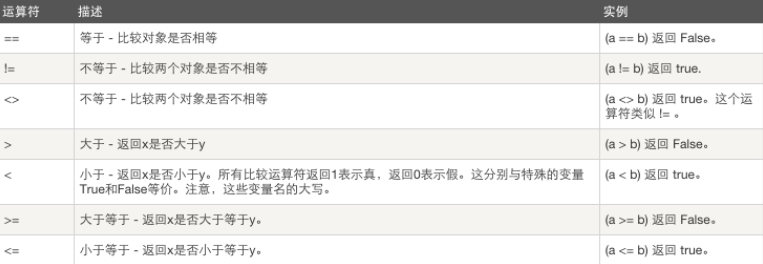 运算符 描述 实例
== 等于 - 比较对象是否相等 (a == b) 返回 False。
!= 不等于 - 比较两个对象是否不相等 (a != b) 返回 true.
<> 不等于 - 比较两个对象是否不相等 (a <> b) 返回 true。这个运
算符类似 != 。
> 大于 - 返回x是否大于y (a > b) 返回 False。
< 小于 - 返回x是否小于y。所有比较运算符返回1表示真，返回0表示假。这分别与特殊的变量 (a < b) 返回 true。
True和False等价。注意，这些变量名的大写。
>= 大于等于 - 返回x是否大于等于y。 (a >= b) 返回 False。
<= 小于等于 - 返回x是否小于等于y。 (a <= b) 返回 true。